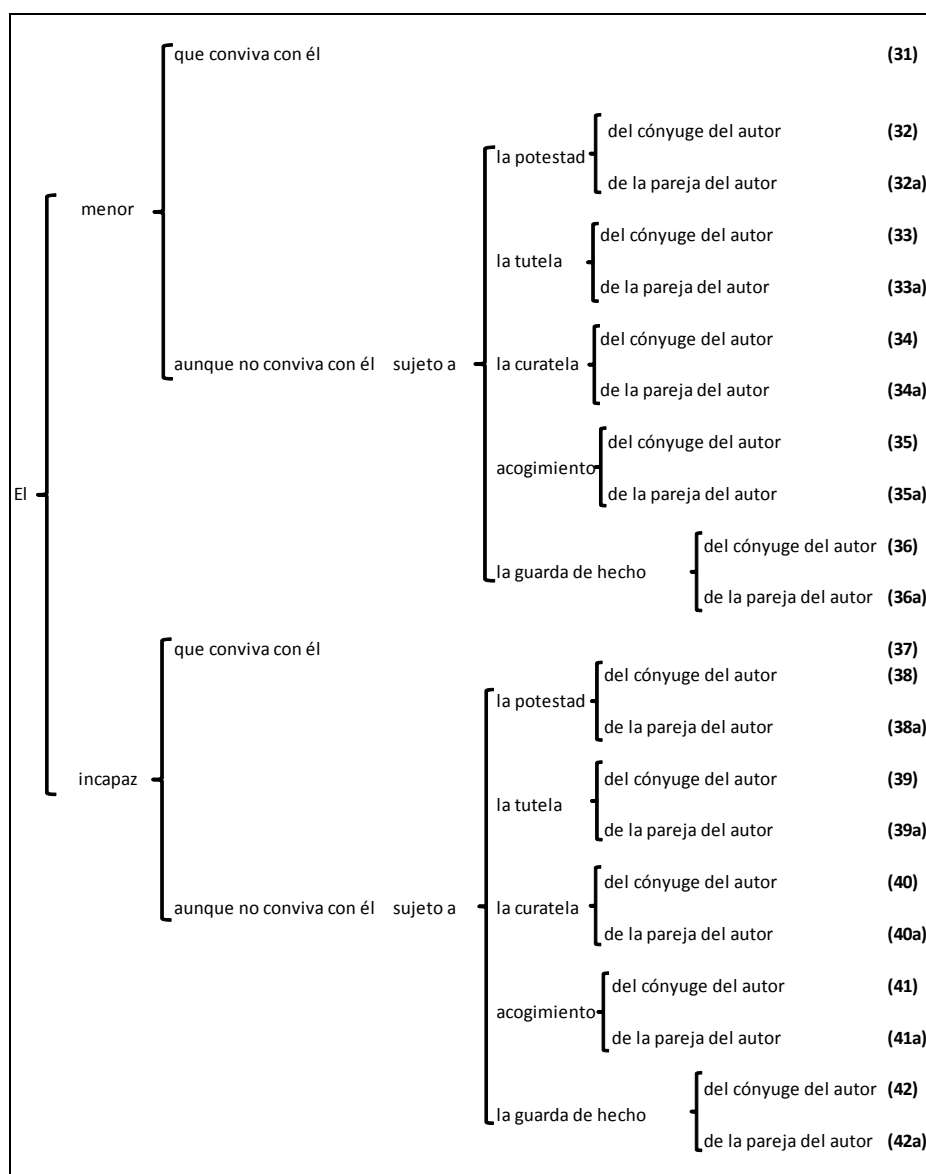 que conviva con él (31)
del cónyuge del autor (32)
la potestad
de la pareja del autor (32a)
menor
del cónyuge del autor (33)
la tutela
de la pareja del autor (33a)
del cónyuge del autor (34)
aunque no conviva con él sujeto a la curatela
de la pareja del autor (34a)
del cónyuge del autor (35)
acogimiento
El
de la pareja del autor (35a)
del cónyuge del autor (36)
la guarda de hecho
de la pareja del autor (36a)
que conviva con él (37)
del cónyuge del autor (38)
la potestad
de la pareja del autor (38a)
incapaz
del cónyuge del autor (39)
la tutela
de la pareja del autor (39a)
del cónyuge del autor (40)
aunque no conviva con él sujeto a la curatela
de la pareja del autor (40a)
del cónyuge del autor (41)
acogimiento
de la pareja del autor (41a)
del cónyuge del autor (42)
la guarda de hecho
de la pareja del autor (42a)